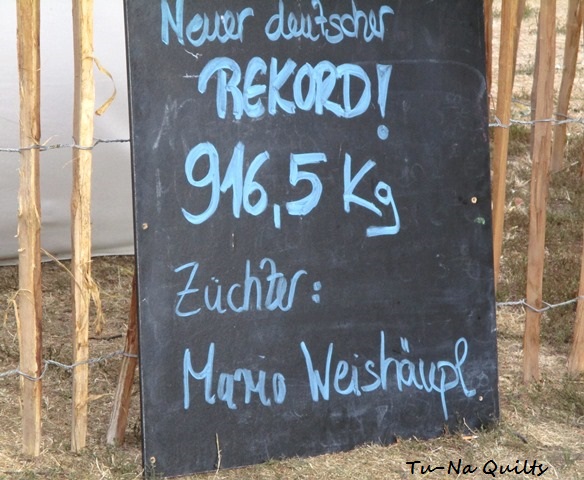 Neuer deutscher
REKORD!
916,5 Kg
Züchter:
Mario Weishäupl
Tu-Na Quilts